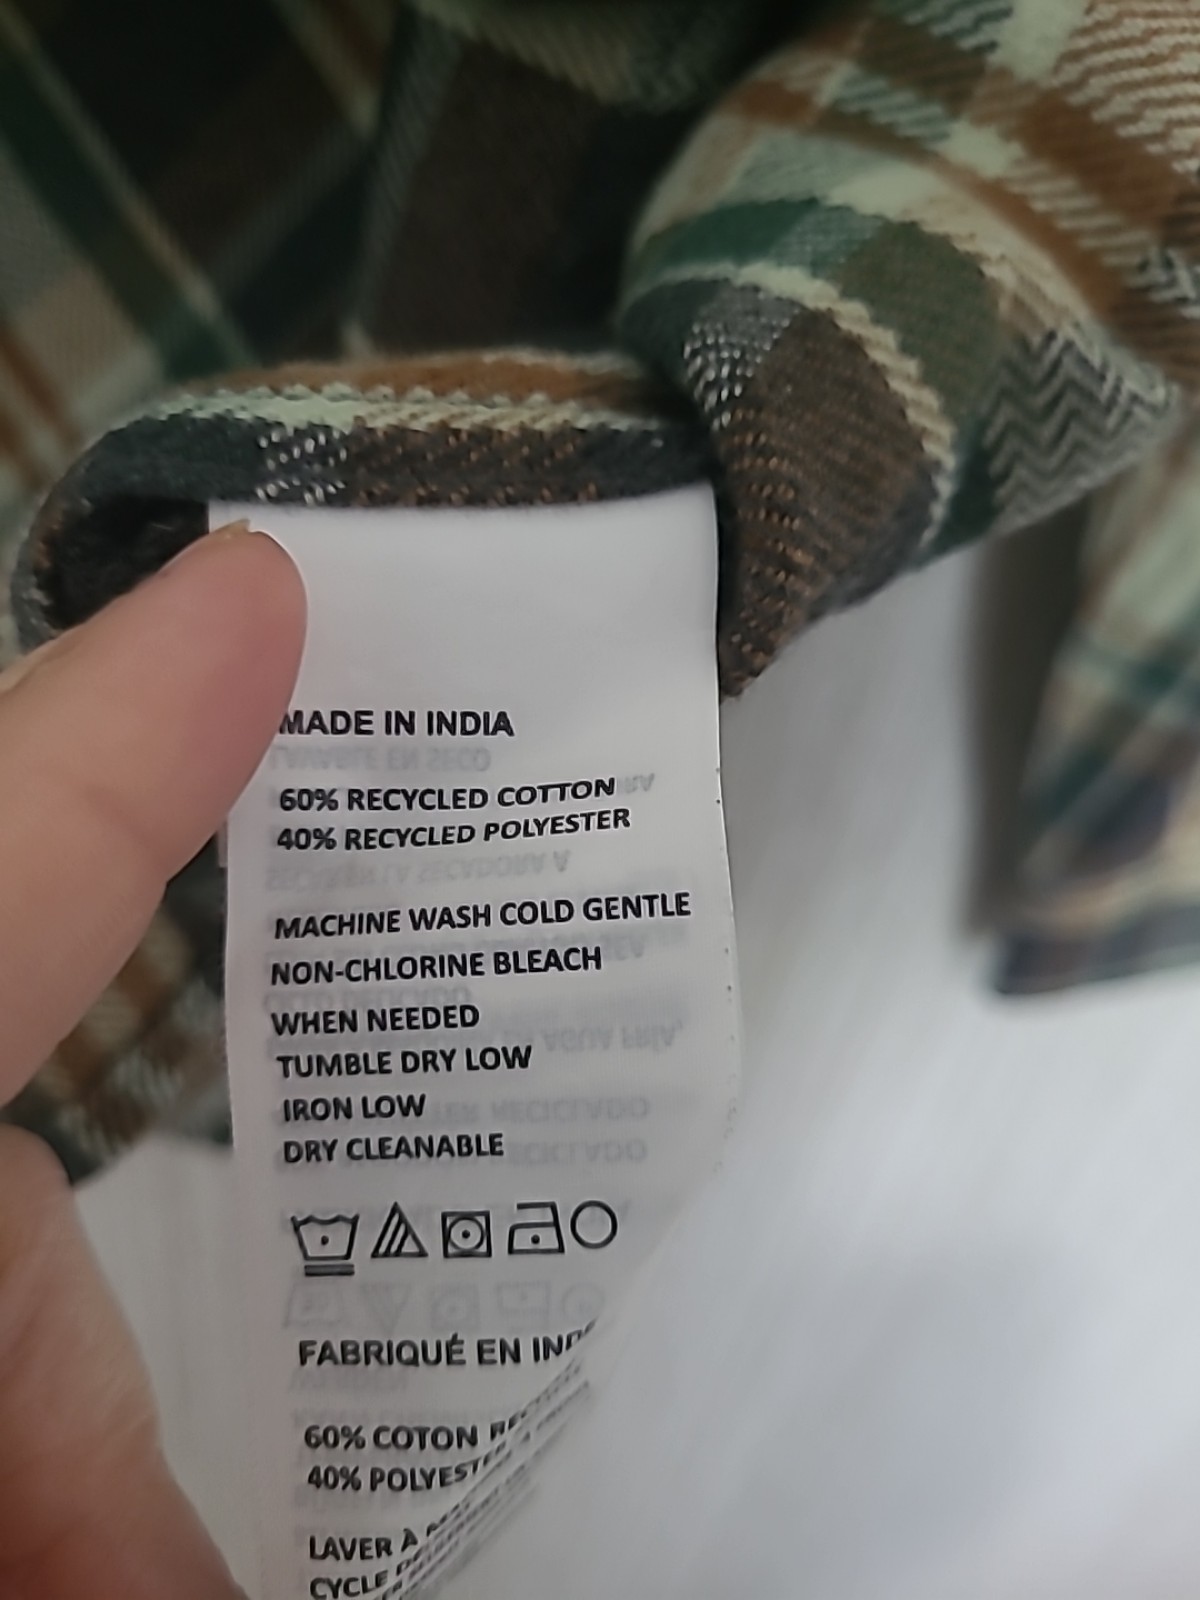 MADE IN INDIA
60% RECYCLED COTTON
40% RECYCLED POLYESTER
MACHINE WASH COLD GENTLE
NON-CHLORINE BLEACH
WHEN NEEDED
TUMBLE DRY LOW
IRON LOW
DRY CLEANABLE
FABRIQUÉ EN
60% COTON
40% POLYESTER
LAVER À
CYCLE